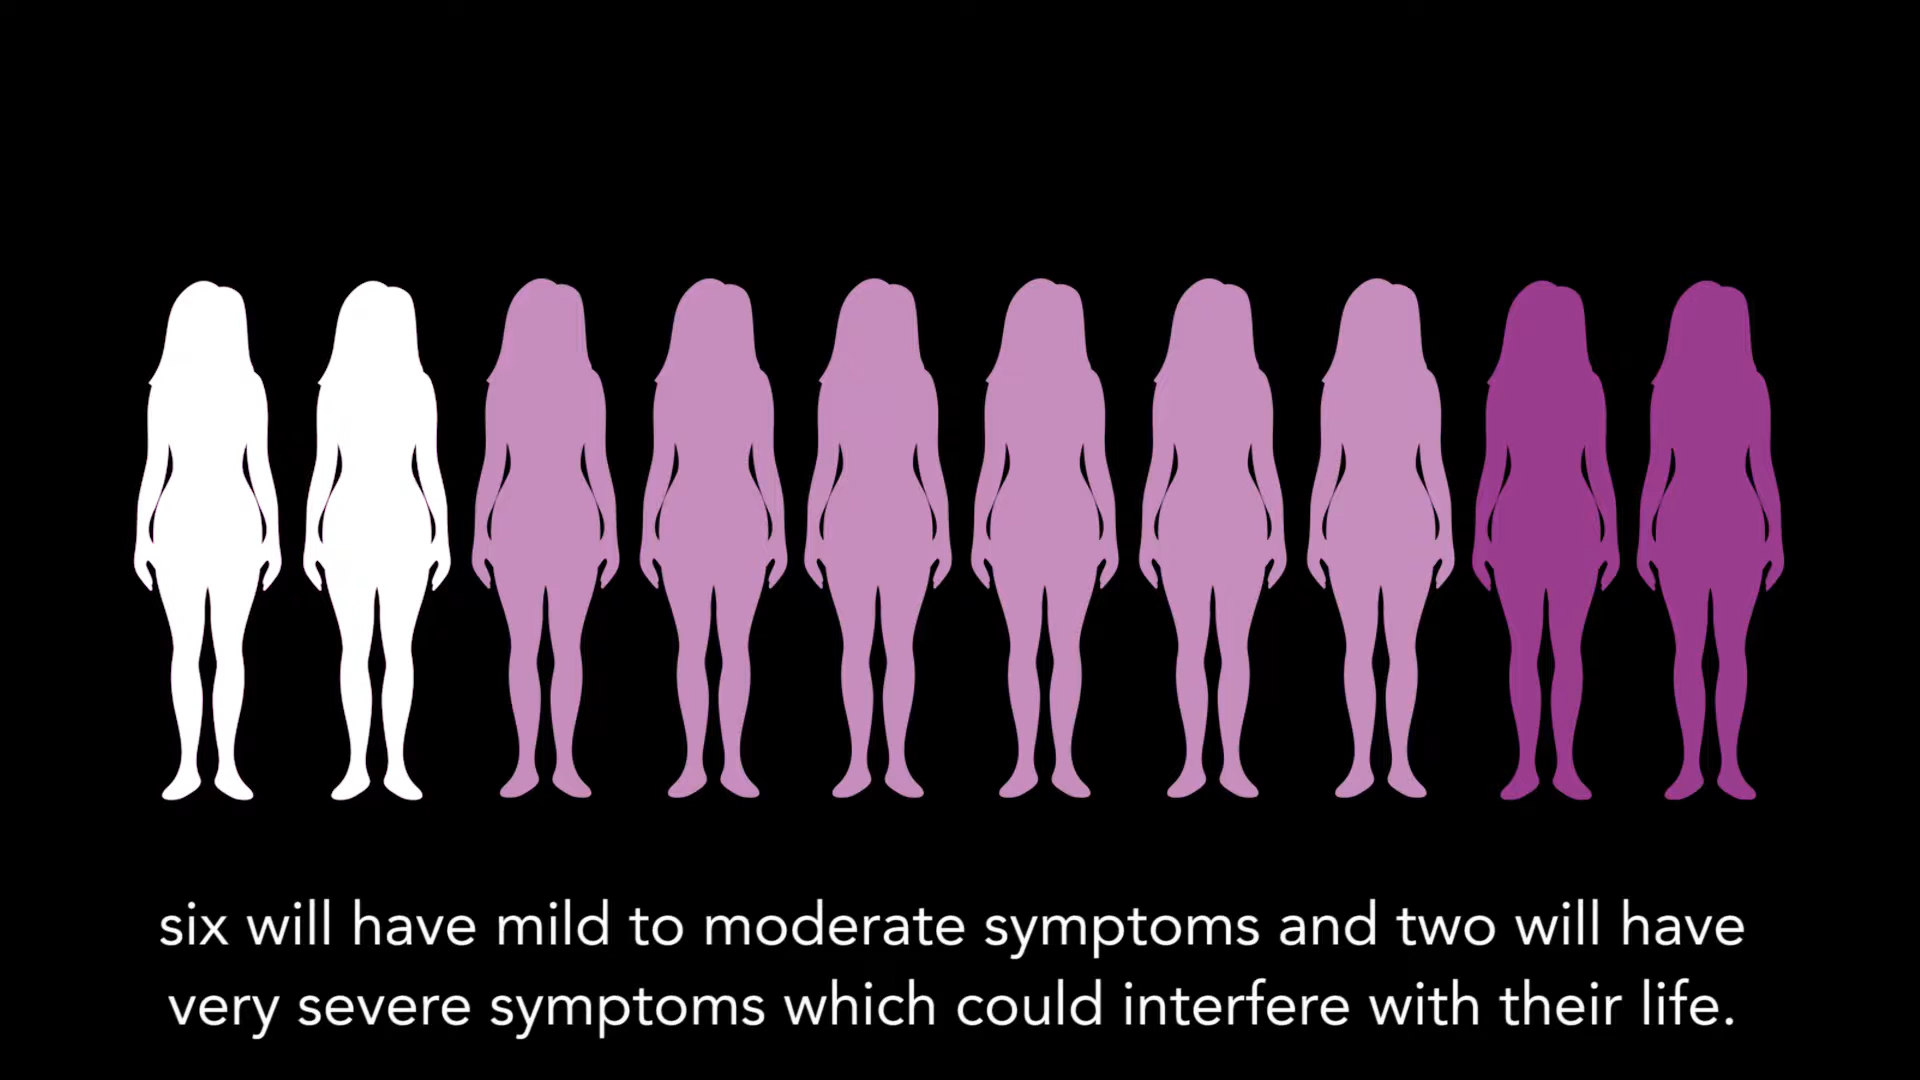 six will have mild to moderate symptoms and two will have
very severe symptoms which could interfere with their life.